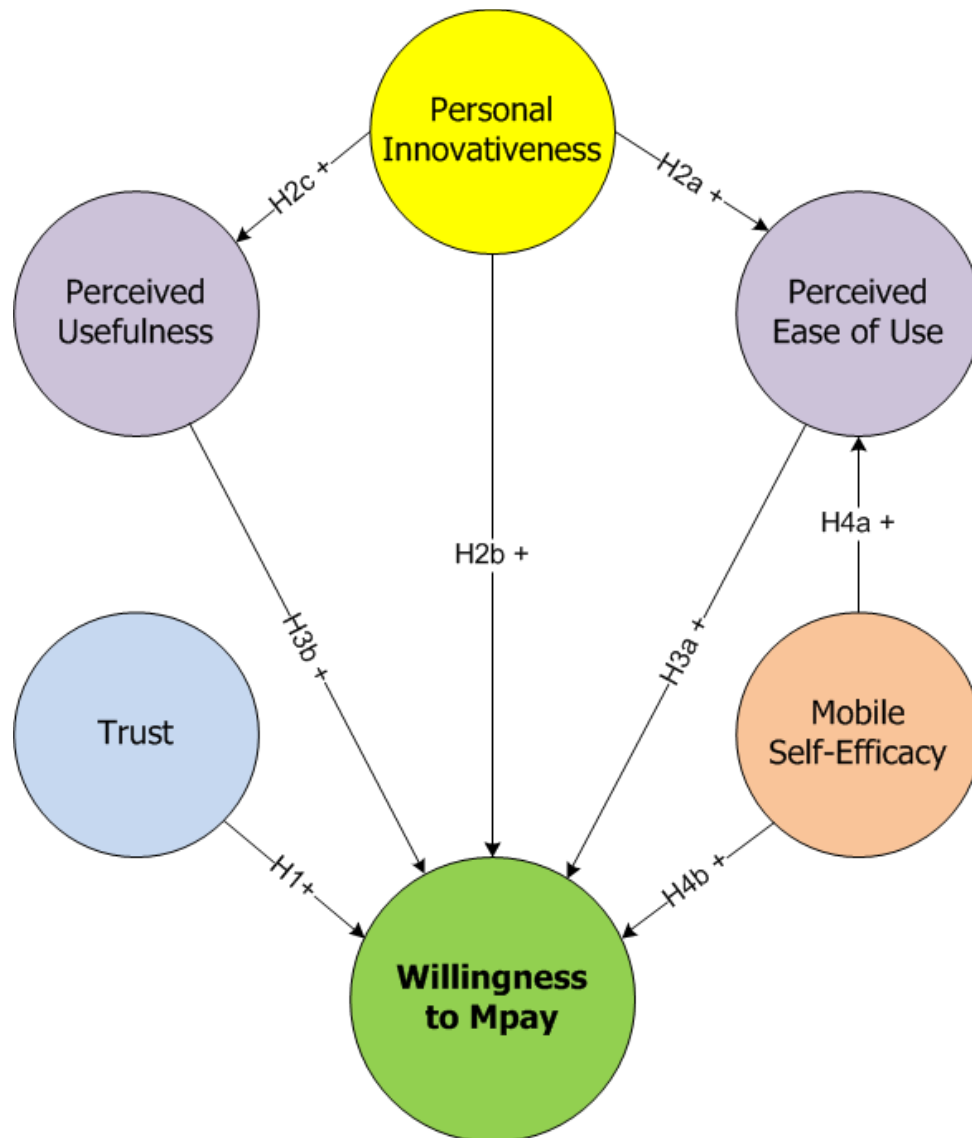 Personal
Innovativeness
H2c +
H2a +
Perceived
Usefulness
Perceived
Ease of Use
H4a +
H2b +
H3b +
H3a +
Trust
Mobile
Self-Efficacy
H1+
H4b +
Willingness
to Mpay